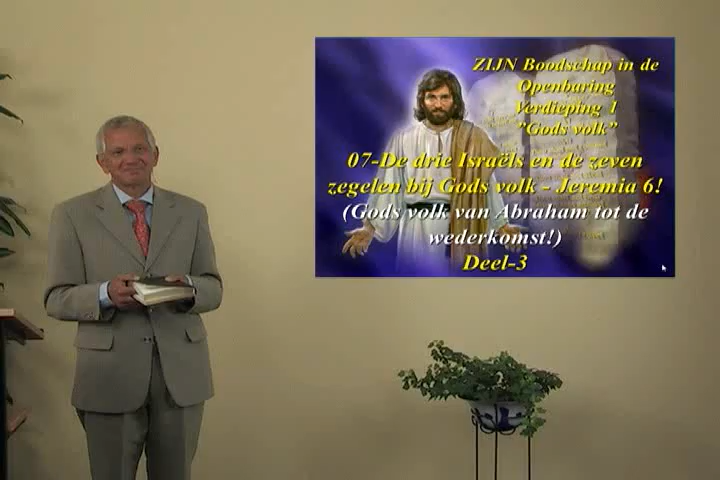 ZIJN Boodschap in de
Openbaring
Verdieping 1
"Gods volk"
07-De drie Israëls en de zeven
zegelen bij Gods volk - Jeremia 6!
(Gods volk van Abraham tot de
wederkomst!)
Deel-3